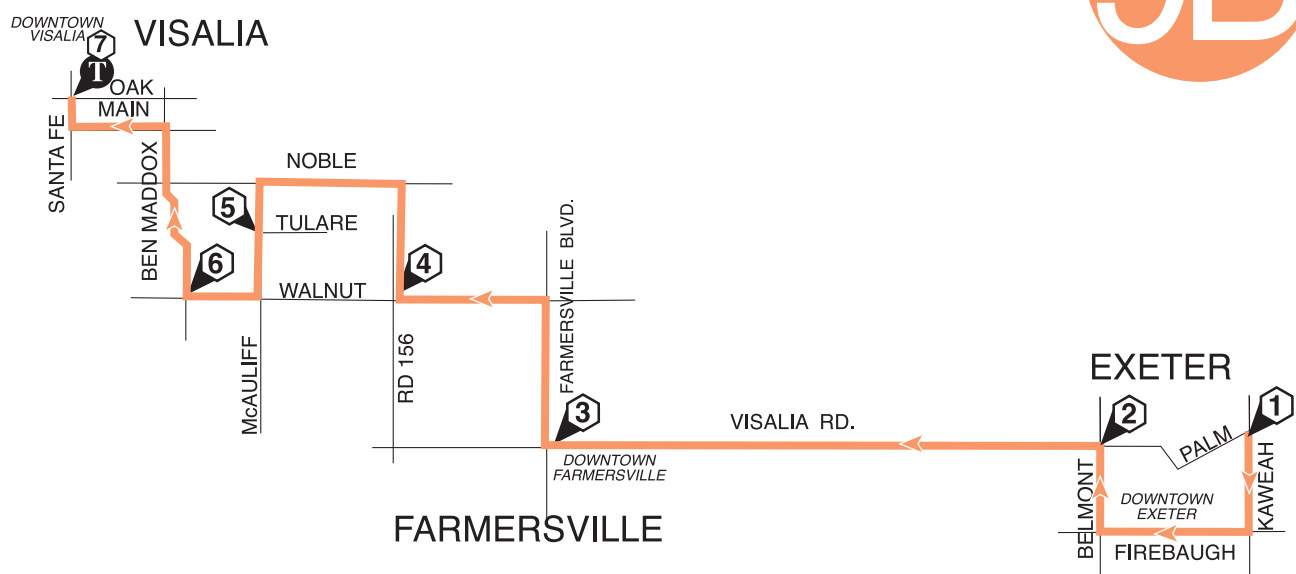 DOWNTOWN
VISALIA
VISALIA
7
T
OAK
MAIN
SANTA FE
BEN MADDOX
NOBLE
5
TULARE
6
WALNUT
4
McAULIFF
RD 156
FARMERSVILLE BLVD.
3
DOWNTOWN
FARMERSVILLE
FARMERSVILLE
VISALIA RD.
EXETER
2
1
PALM
BELMONT
KAWEAH
DOWNTOWN
EXETER
FIREBAUGH